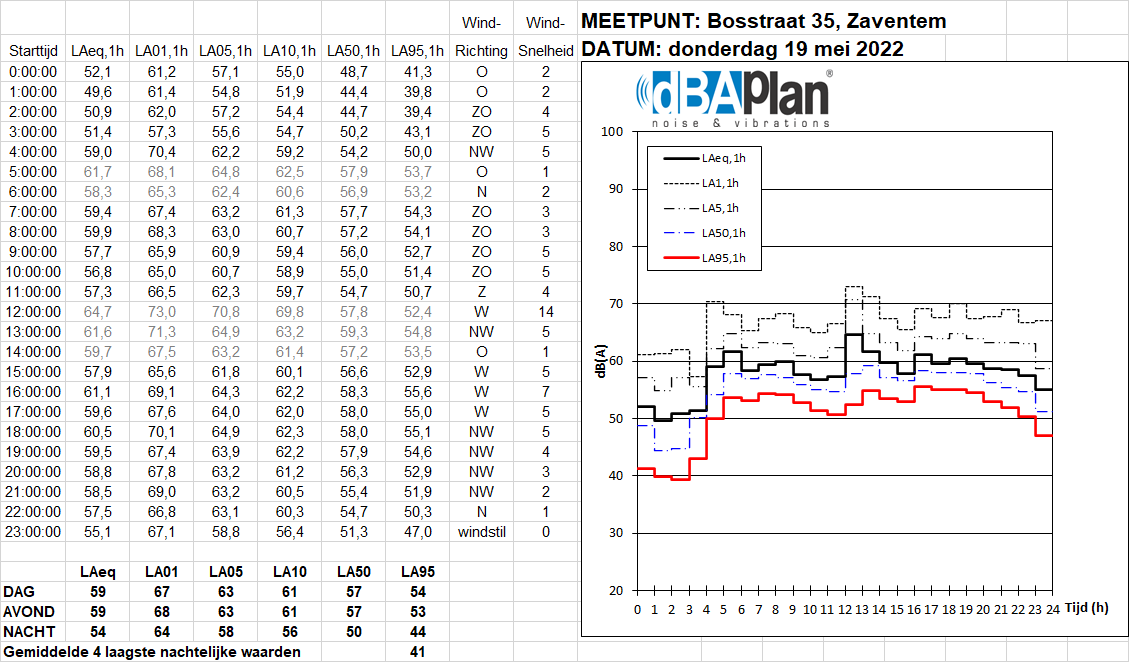 Wind- Wind-
Starttijd LAeq,1h LA01,1h LA05,1h LA10,1h LA50,1h LA95,1h Richting Snelheid
0:00:00 52,1 61,2 57,1 55,0 48,7 41,3 O 2
1:00:00 49,6 61,4 54,8 51,9 44,4 39,8 O 2
2:00:00 50,9 62,0 57,2 54,4 44,7 39,4 ZO 4
3:00:00 51,4 57,3 55,6 54,7 50,2 43,1 ZO 5
4:00:00 59,0 70,4 62,2 59,2 54,2 50,0 NW 5
5:00:00 61,7 68,1 64,8 62,5 57,9 53,7 O 1
6:00:00 58,3 65,3 62,4 60,6 56,9 53,2 N 2
7:00:00 59,4 67,4 63,2 61,3 57,7 54,3 ZO 3
8:00:00 59,9 68,3 63,0 60,7 57,2 54,1 ZO 3
9:00:00 57,7 65,9 60,9 59,4 56,0 52,7 ZO 5
10:00:00 56,8 65,0 60,7 58,9 55,0 51,4 ZO 5
11:00:00 57,3 66,5 62,3 59,7 54,7 50,7 Z 4
12:00:00 64,7 73,0 70,8 69,8 57,8 52,4 W 14
13:00:00 61,6 71,3 64,9 63,2 59,3 54,8 NW 5
14:00:00 59,7 67,5 63,2 61,4 57,2 53,5 O 1
15:00:00 57,9 65,6 61,8 60,1 56,6 52,9 W 5
16:00:00 61,1 69,1 64,3 62,2 58,3 55,6 W 7
17:00:00 59,6 67,6 64,0 62,0 58,0 55,0 W 5
18:00:00 60,5 70,1 64,9 62,3 58,0 55,1 NW 5
19:00:00 59,5 67,4 63,9 62,2 57,9 54,6 NW 4
20:00:00 58,8 67,8 63,2 61,2 56,3 52,9 NW 3
21:00:00 58,5 69,0 63,2 60,5 55,4 51,9 NW 2
22:00:00 57,5 66,8 63,1 60,3 54,7 50,3 N 1
23:00:00 55,1 67,1 58,8 56,4 51,3 47,0 windstil 0
LAeq LA01 LA05 LA10 LA50 LA95
DAG 59 67 63 61 57 54
AVOND 59 68 63 61 57 53
NACHT 54 64 58 56 50 44
Gemiddelde 4 laagste nachtelijke waarden 41
MEETPUNT: Bosstraat 35, Zaventem
DATUM: donderdag 19 mei 2022
dBAPlan®
noise & vibrations
LAeq,1h
LA1,1h
LA5,1h
LA50,1h
LA95,1h
100
90
80
70
60
50
40
30
20
dB(A)
0 1 2 3 4 5 6 7 8 9 10 11 12 13 14 15 16 17 18 19 20 21 22 23 24 Tijd (h)